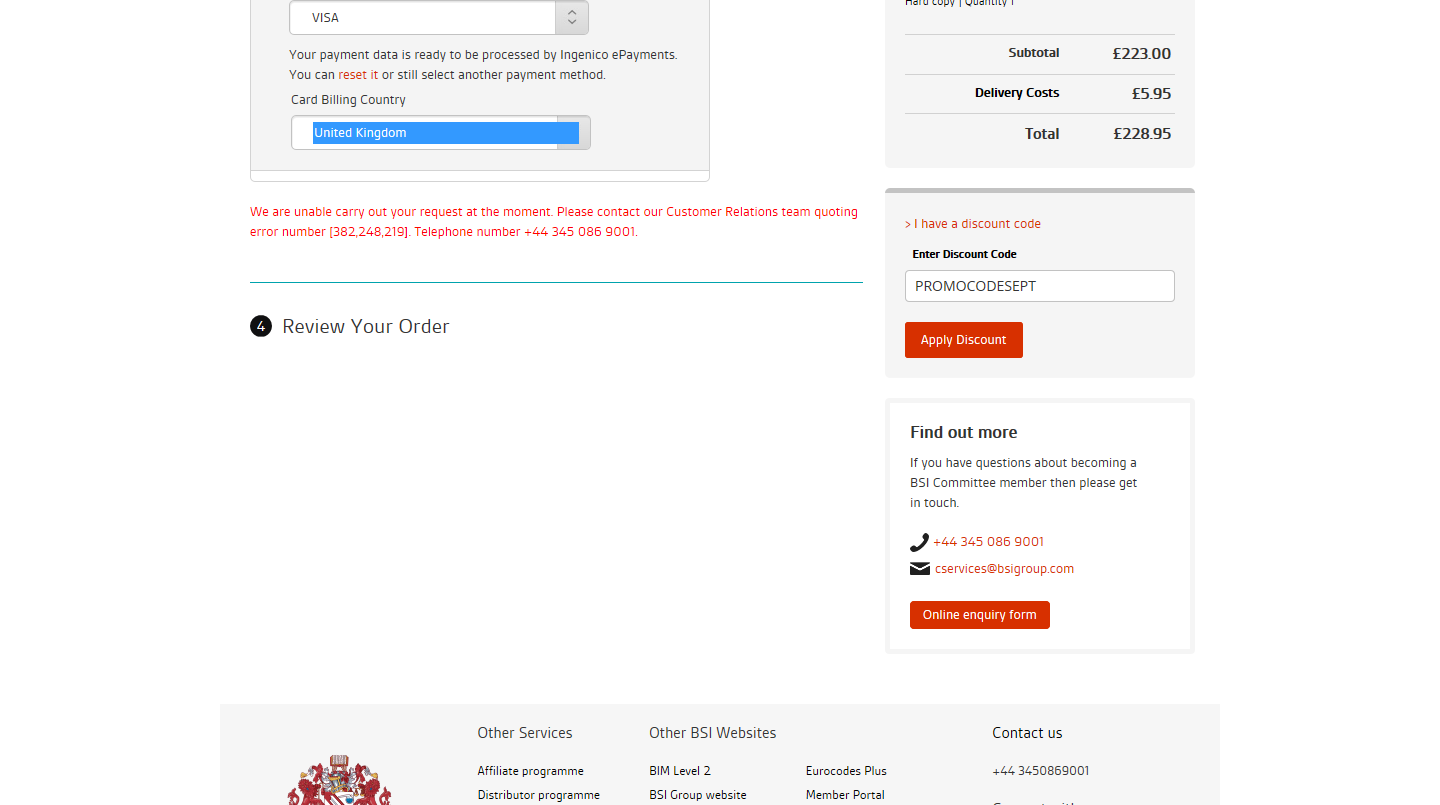 VISA
Your payment data is ready to be processed by Ingenico ePayments.
You can reset it or still select another payment method.
Card Billing Country
United Kingdom
We are unable carry out your request at the moment. Please contact our Customer Relations team quoting
error number [382,248,219]. Telephone number +44 345 086 9001.
4 Review Your Order
Hard copy | Quantity 1
Subtotal £223.00
Delivery Costs £5.95
Total £228.95
> I have a discount code
Enter Discount Code
PROMOCODESEPT
Apply Discount
Find out more
If you have questions about becoming a
BSI Committee member then please get
in touch.
+44 345 086 9001
cservices@bsigroup.com
Online enquiry form
Other Services
Affiliate programme
Distributor programme
Other BSI Websites
BIM Level 2
BSI Group website
Eurocodes Plus
Member Portal
Contact us
+44 3450869001